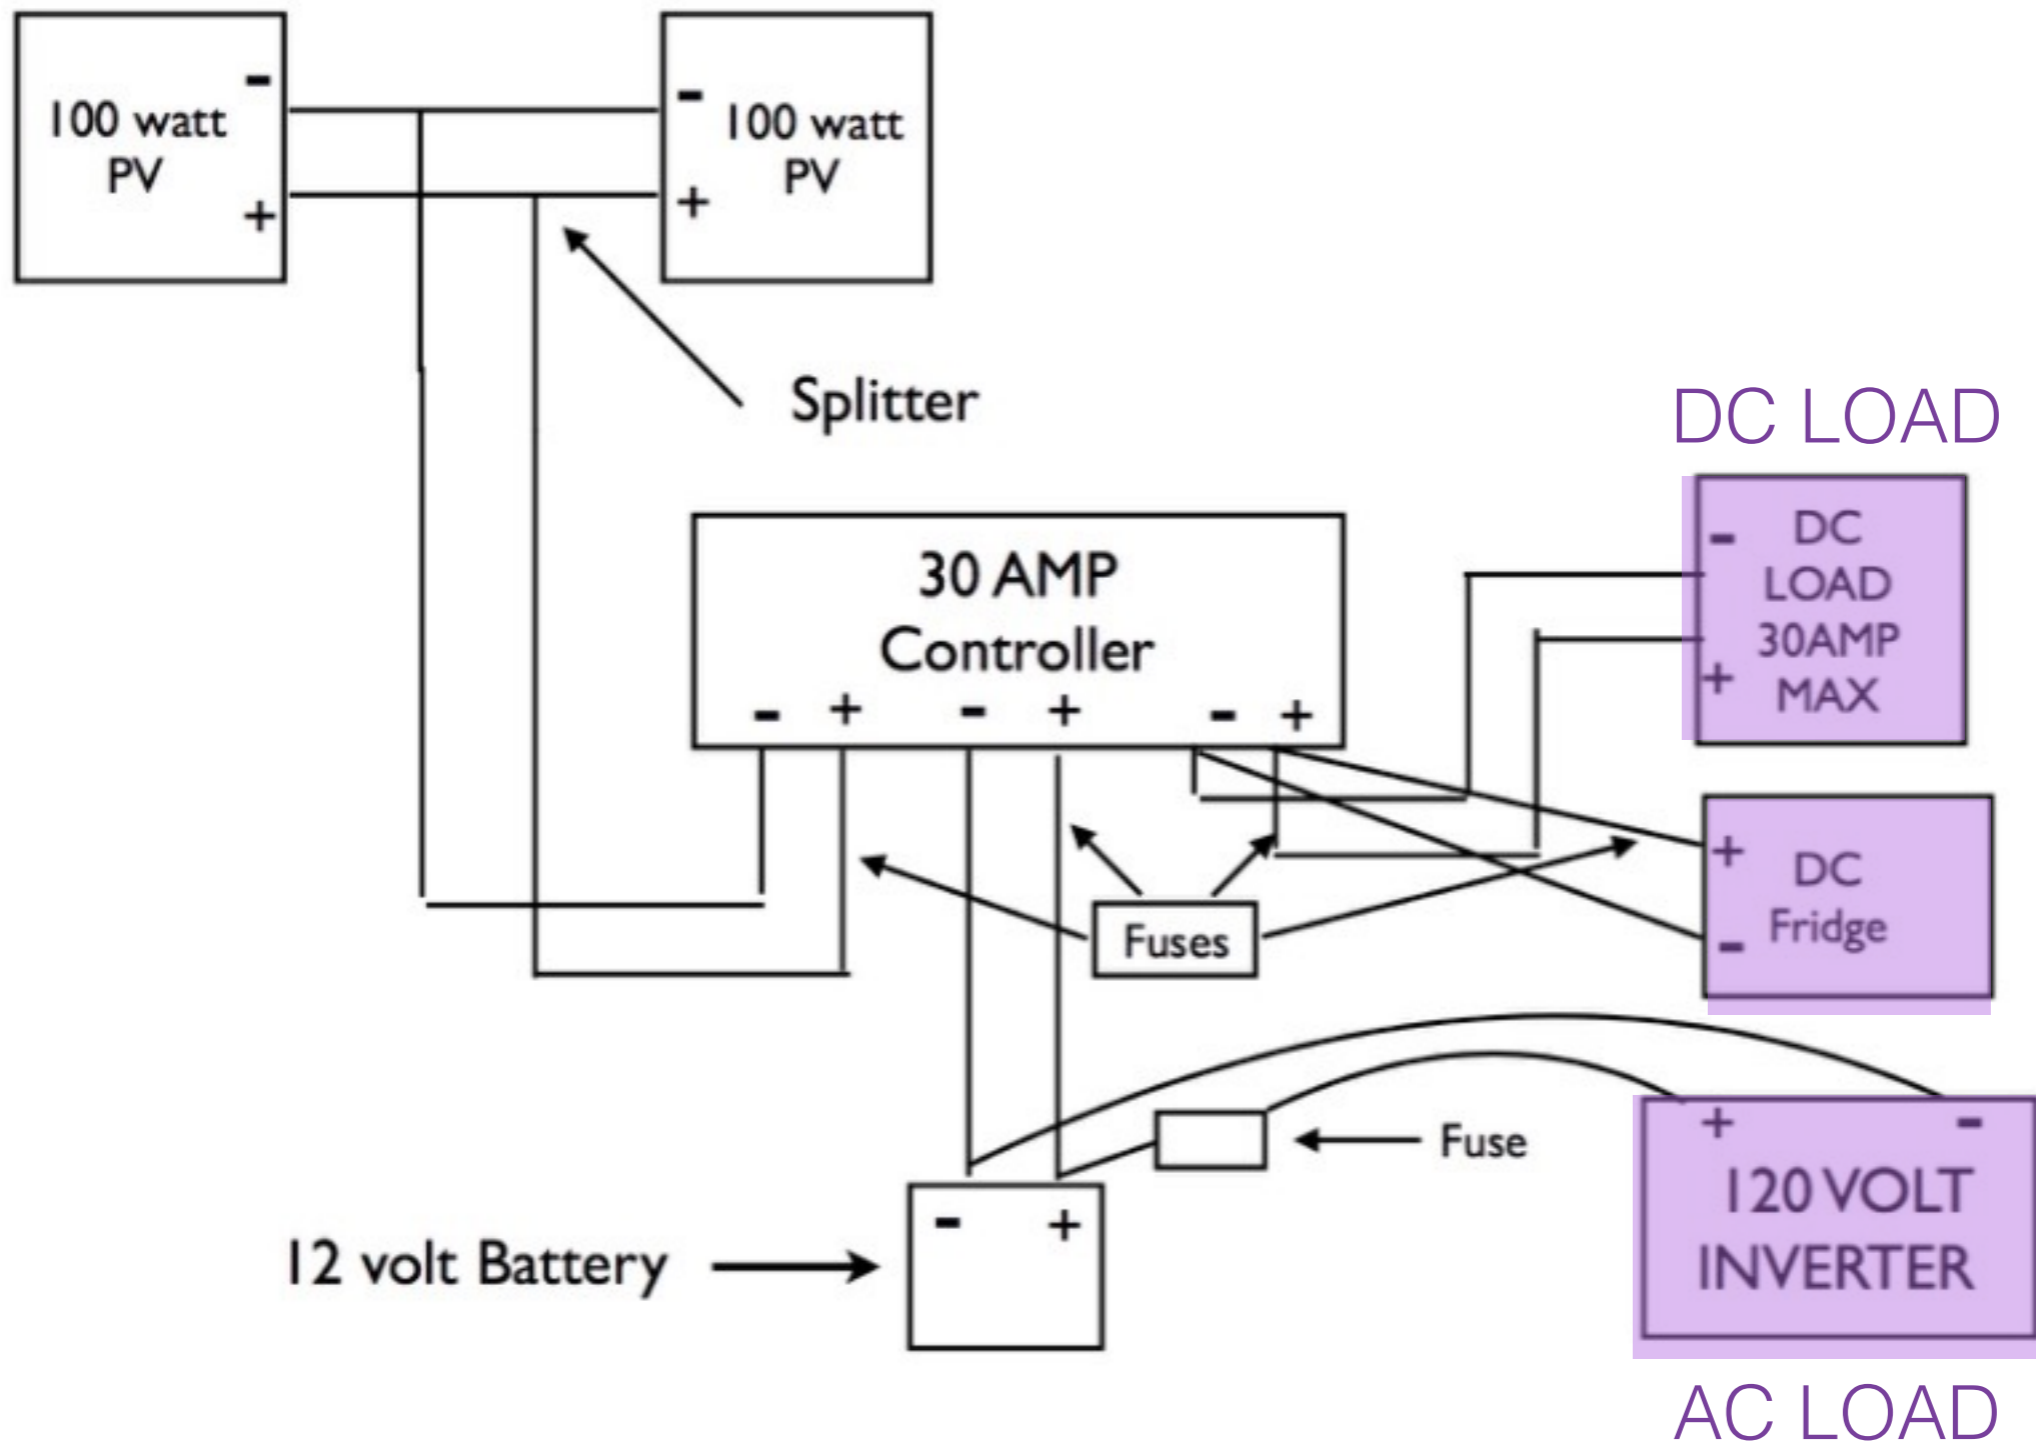 -
100 watt
PV
+
-
100 watt
PV
+
Splitter
DC LOAD
30 AMP
Controller
- + - + - +
-
DC
LOAD
30AMP
MAX
+
+
DC
Fridge
-
Fuses
Fuse
+ -
120 VOLT
INVERTER
12 volt Battery
- +
AC LOAD